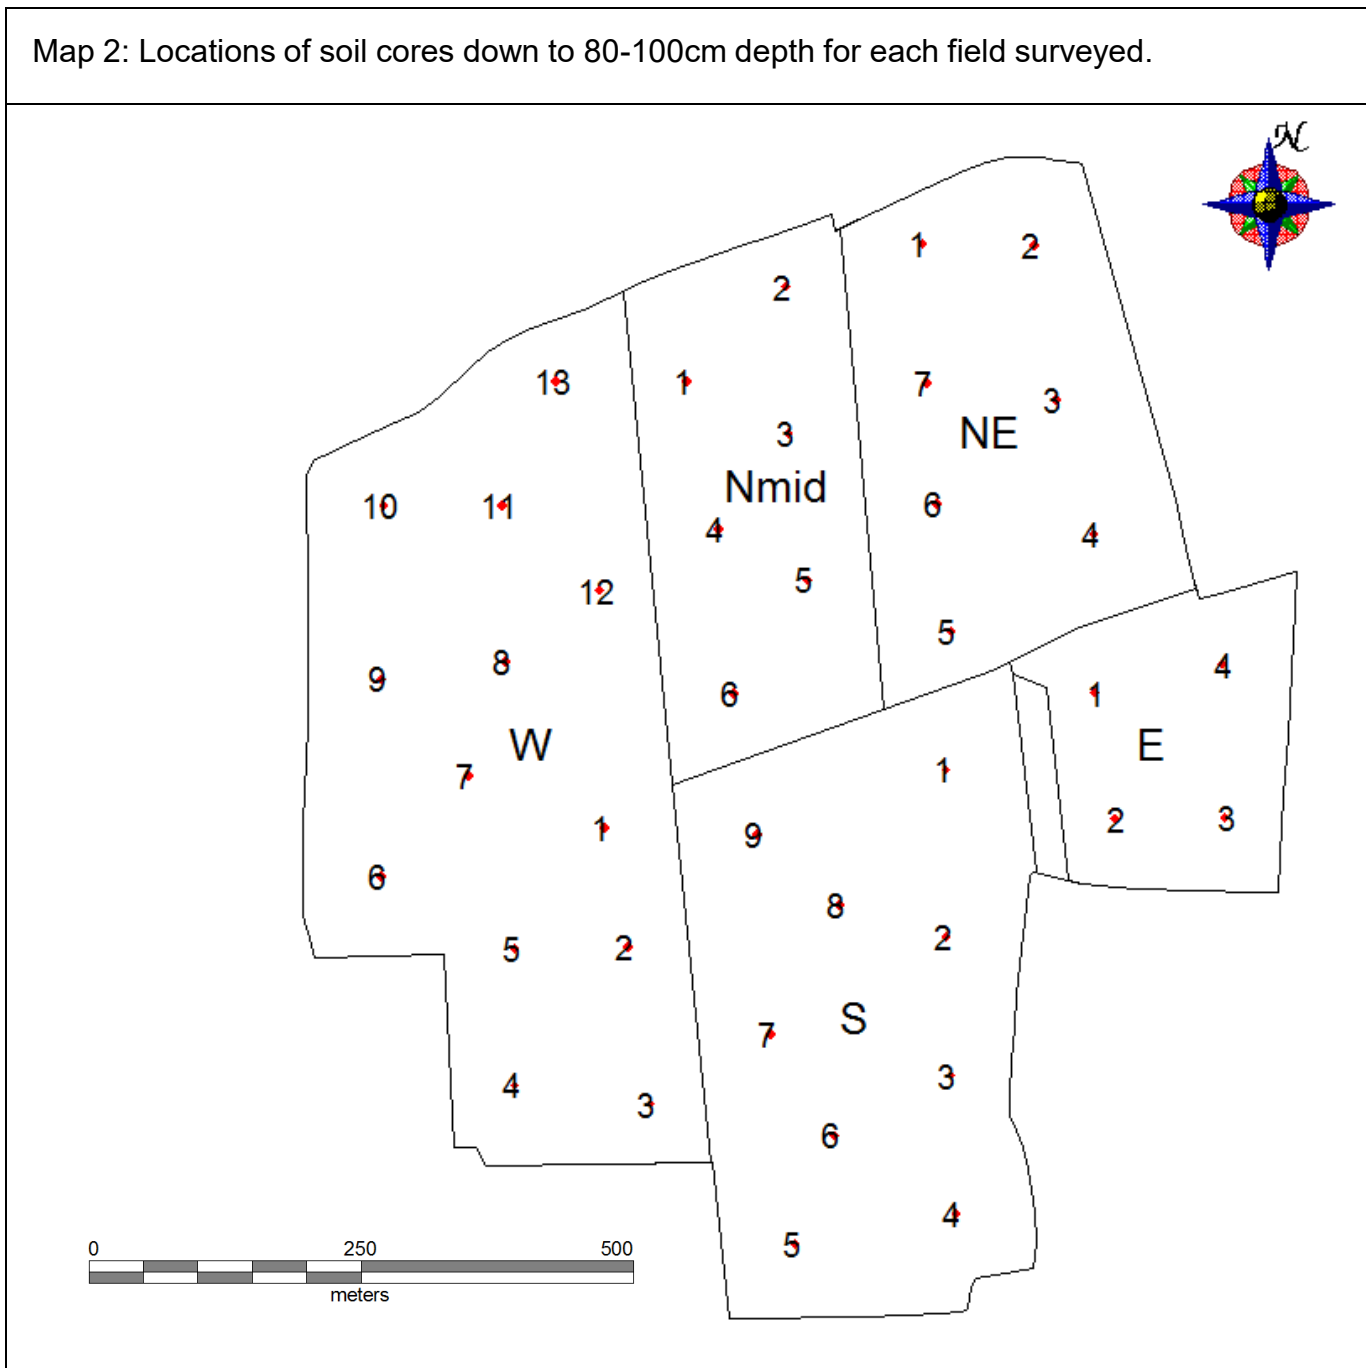 Map 2: Locations of soil cores down to 80-100cm depth for each field surveyed.
N
1 2
2
13 1 7 3
3 NE
Nmid
10 11 4 6 4
12 5
5
8 4
9 6 1
W E
7 1
1 9 2 3
6 8
5 2 2
S
7
4 3 3
6
4
5
0 250 500
meters